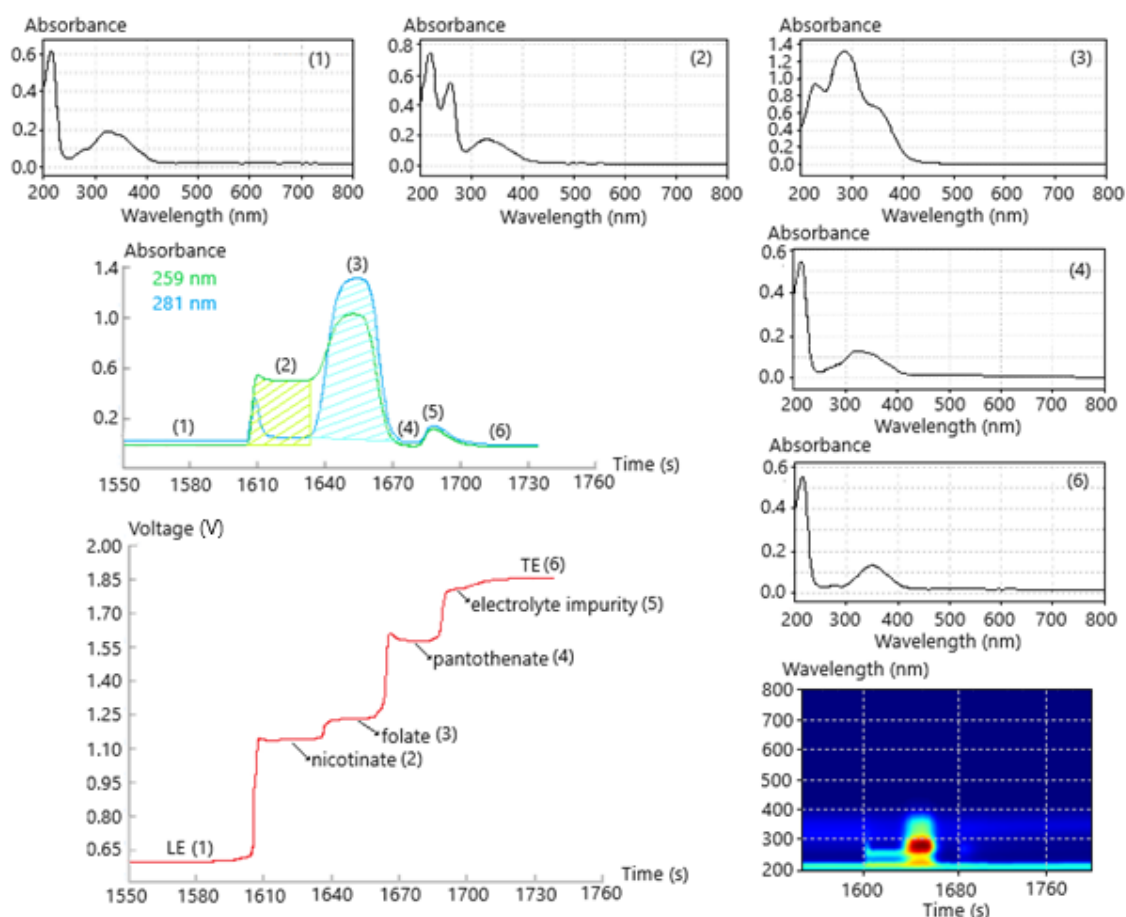 Absorbance
(1)
0.6
0.4
0.2
0.0
200 300 400 500 600 700 800
Wavelength (nm)
Absorbance
(2)
0.8
0.6
0.4
0.2
0.0
200 300 400 500 600 700 800
Wavelength (nm)
Absorbance
(3)
1.4
1.2
1.0
0.8
0.6
0.4
0.2
0.0
200 300 400 500 600 700 800
Wavelength (nm)
Absorbance
259 nm
281 nm
1.4
1.0
0.6
0.2
(1)
(2)
(3)
(4)
(5)
(6)
Time (s)
1550 1580 1610 1640 1670 1700 1730 1760
Absorbance
(4)
0.6
0.4
0.2
0.0
200 300 400 500 600 700 800
Wavelength (nm)
Absorbance
(6)
0.6
0.4
0.2
0.0
200 300 400 500 600 700 800
Wavelength (nm)
Voltage (V)
2.00
1.85
1.70
1.55
1.40
1.25
1.10
0.95
0.80
0.65
TE (6)
electrolyte impurity (5)
pantothenate (4)
folate (3)
nicotinate (2)
LE (1)
Time (s)
1550 1580 1610 1640 1670 1700 1730 1760
Wavelength (nm)
800
700
600
500
400
300
200
1600 1680 1760
Time (s)